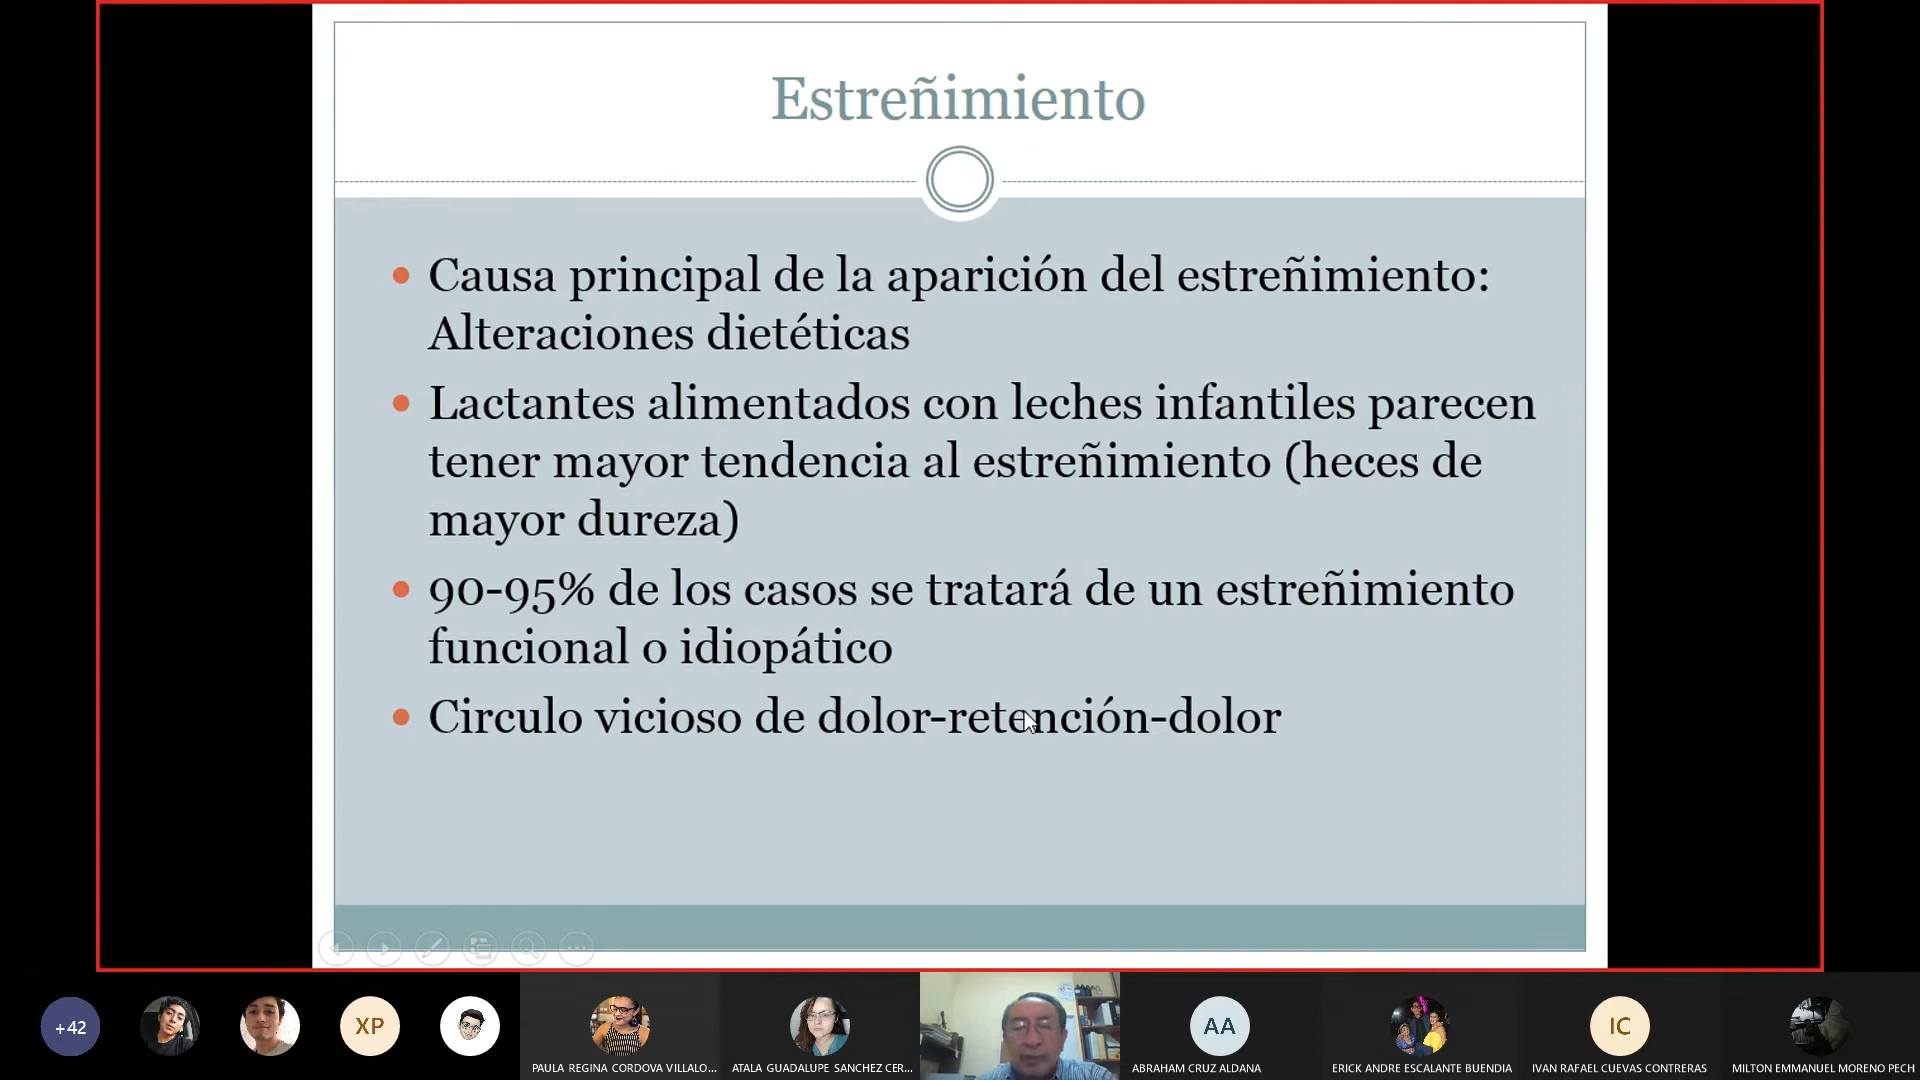 Estreñimiento
Causa principal de la aparición del estreñimiento:
Alteraciones dietéticas
Lactantes alimentados con leches infantiles parecen
tener mayor tendencia al estreñimiento (heces de
mayor dureza)
90-95% de los casos se tratará de un estreñimiento
funcional o idiopático
Circulo vicioso de dolor-retención-dolor
+42
XP
AA
IC
PAULA REGINA CORDOVA VILLALO...
ATALA GUADALUPE SANCHEZ CER...
ABRAHAM CRUZ ALDANA
ERICK ANDRE ESCALANTE BUENDIA
IVAN RAFAEL CUEVAS CONTRERAS
MILTON EMMANUEL MORENO PECH